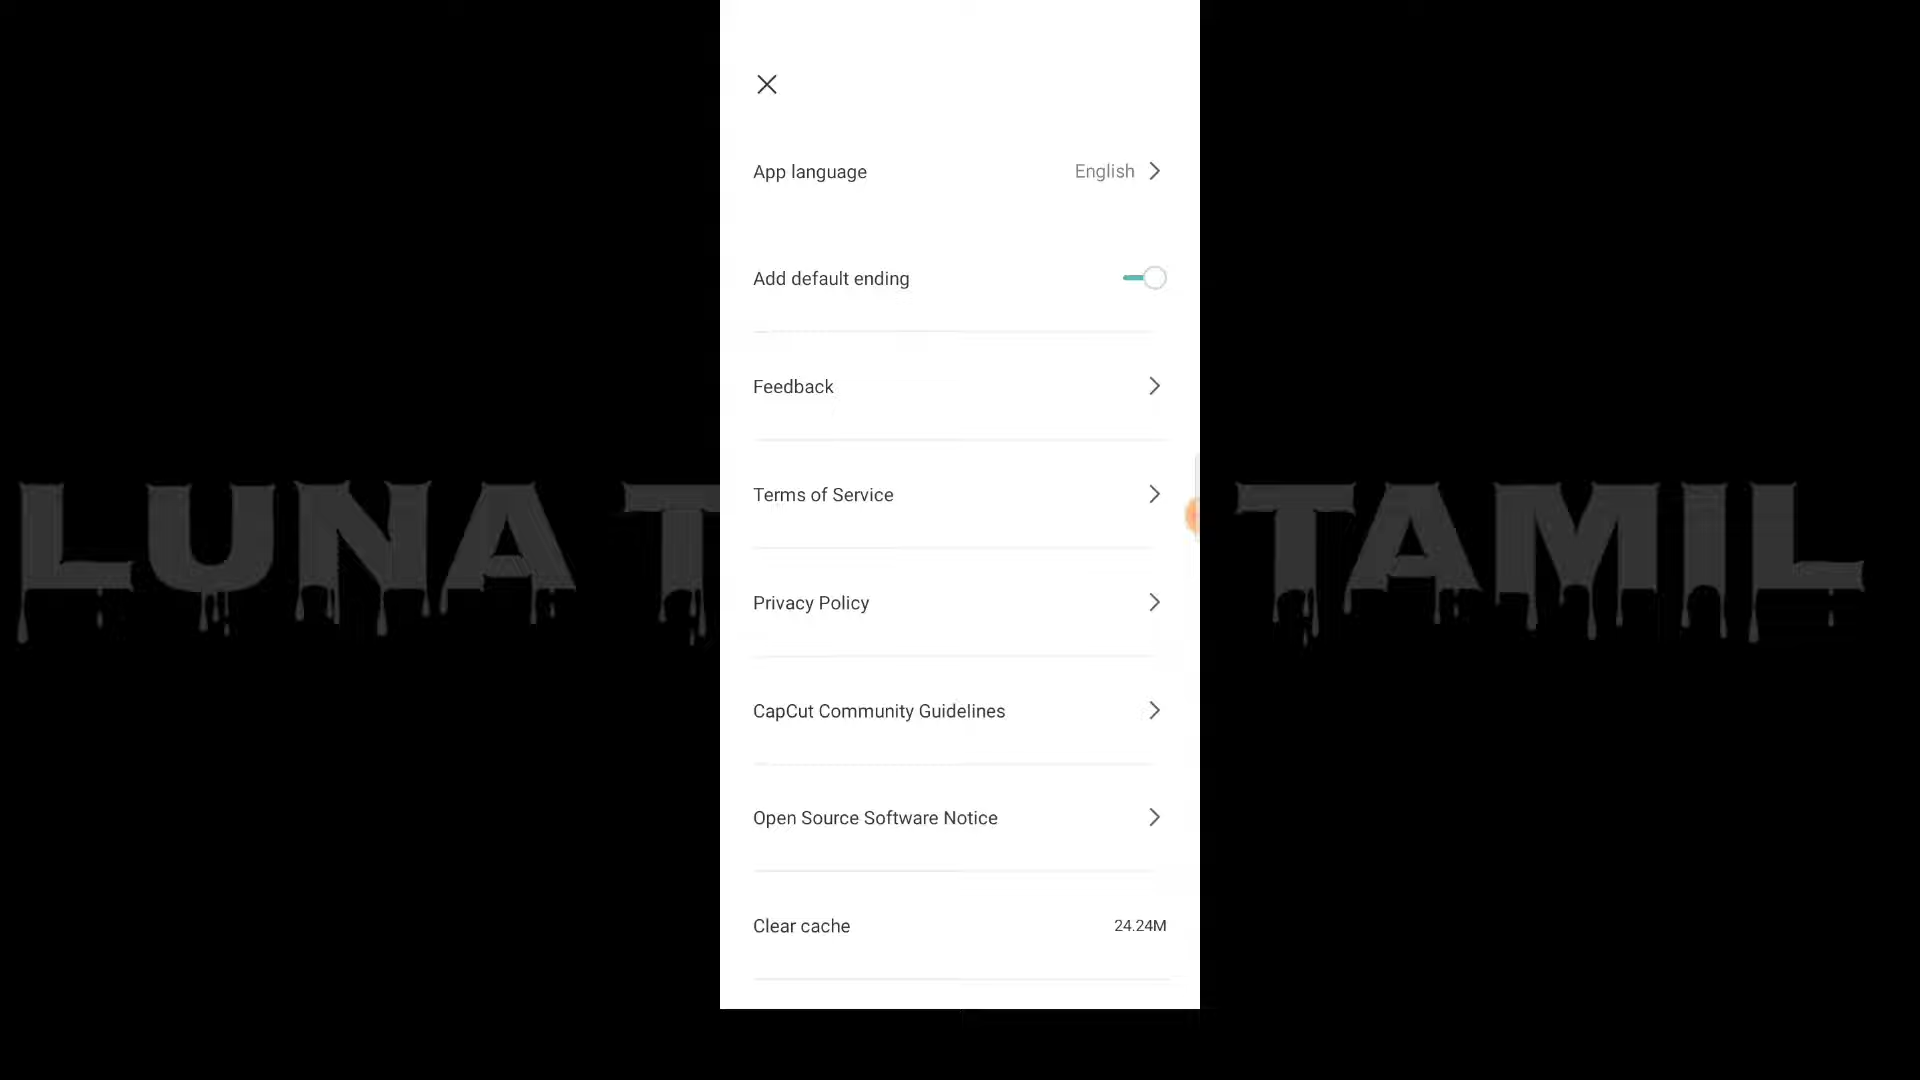 App language English
Add default ending
Feedback
Terms of Service
LUNA T TAMIL
Privacy Policy
CapCut Community Guidelines
Open Source Software Notice
Clear cache 24.24M